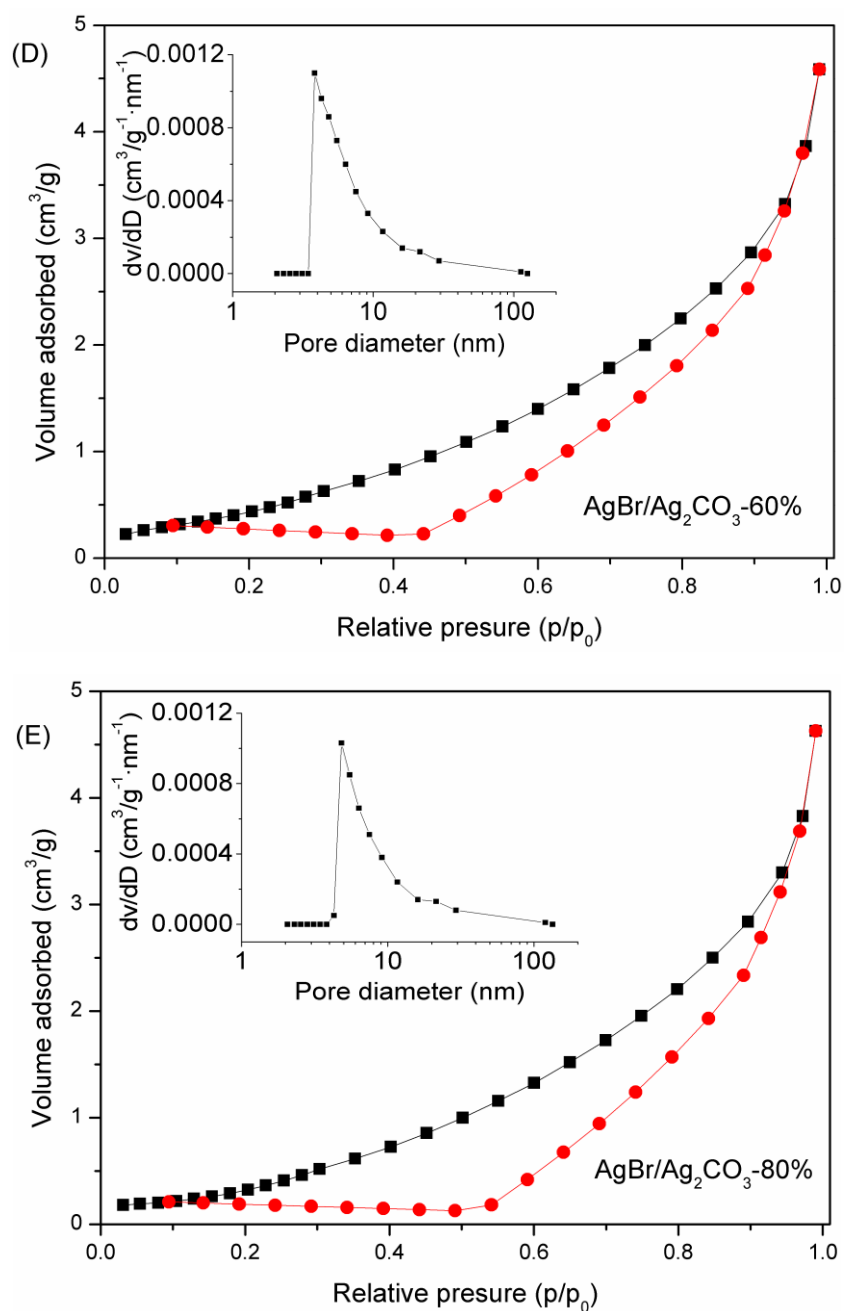 (D)
5
4
3
2
1
0
Volume adsorbed (cm³/g)
0.0012
0.0008
0.0004
0.0000
dv/dD (cm³/g⁻¹·nm⁻¹)
1 10 100
Pore diameter (nm)
AgBr/Ag₂CO₃-60%
0.0 0.2 0.4 0.6 0.8 1.0
Relative presure (p/p₀)
(E)
5
4
3
2
1
0
Volume adsorbed (cm³/g)
0.0012
0.0008
0.0004
0.0000
dv/dD (cm³/g⁻¹·nm⁻¹)
1 10 100
Pore diameter (nm)
AgBr/Ag₂CO₃-80%
0.0 0.2 0.4 0.6 0.8 1.0
Relative presure (p/p₀)